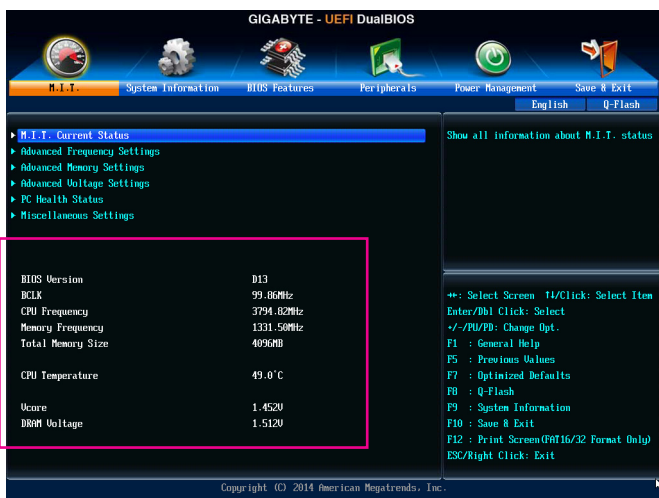 GIGABYTE - UEFI DualBIOS
M.I.T. System Information BIOS Features Peripherals Power Management Save & Exit
English Q-Flash
M.I.T. Current Status
Advanced Frequency Settings
Advanced Memory Settings
Advanced Voltage Settings
PC Health Status
Miscellaneous Settings
Show all information about M.I.T. status
BIOS Version D13
BCLK 99.86MHz
CPU Frequency 3794.82MHz
Memory Frequency 1331.50MHz
Total Memory Size 4096MB
CPU Temperature 49.0°C
Vcore 1.452V
DRAM Voltage 1.512V
→←: Select Screen ↑↓/Click: Select Item
Enter/Dbl Click: Select
+/-/PU/PD: Change Opt.
F1 : General Help
F5 : Previous Values
F7 : Optimized Defaults
F8 : Q-Flash
F9 : System Information
F10 : Save & Exit
F12 : Print Screen(FAT16/32 Format Only)
ESC/Right Click: Exit
Copyright (C) 2014 American Megatrends, Inc.